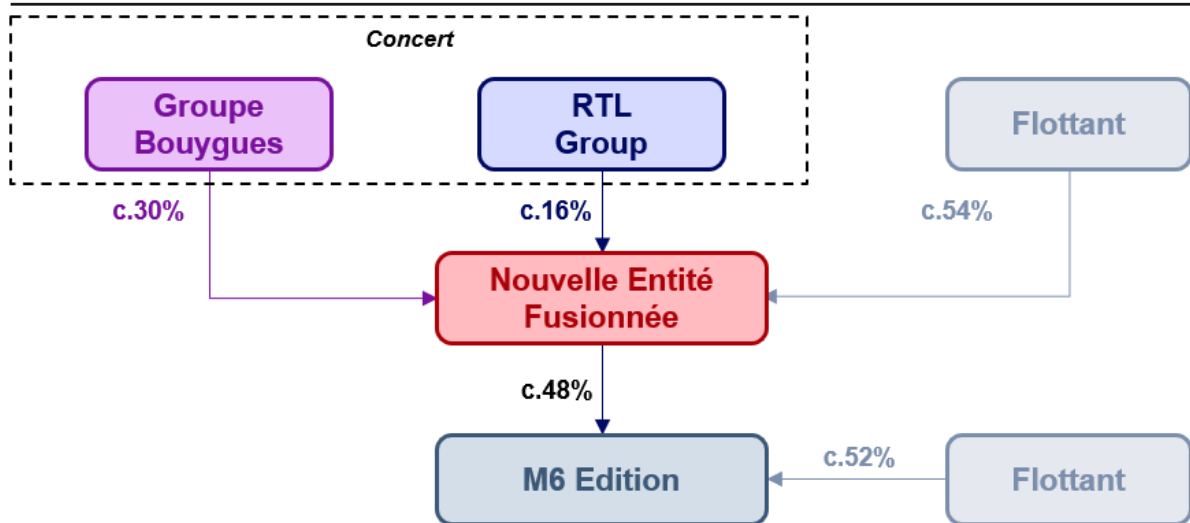 Concert
Groupe
Bouygues
RTL
Group
Flottant
c.30%
c.16%
c.54%
Nouvelle Entité
Fusionnée
c.48%
M6 Edition
c.52%
Flottant